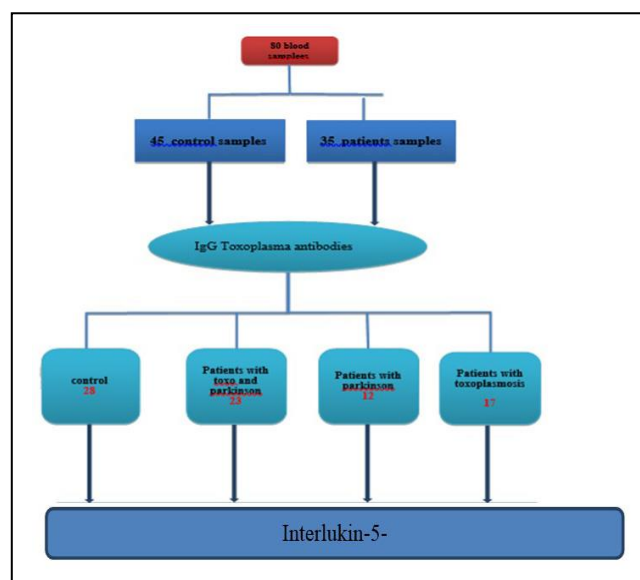 80 blood
samplees
45 control samples
35 patients samples
IgG Toxoplasma antibodies
control
28
Patients with
toxo and
parkinson
23
Patients with
parkinson
12
Patients with
toxoplasmosis
17
Interlukin-5-